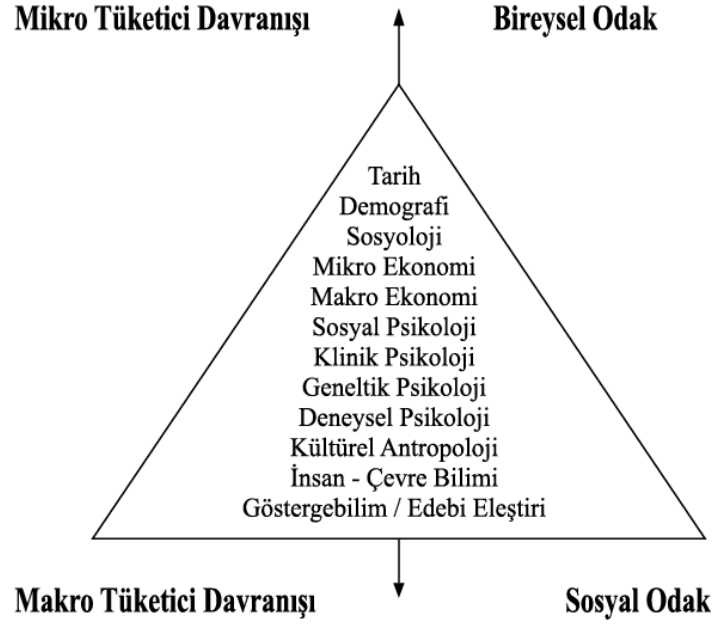 Mikro Tüketici Davranışı
Bireysel Odak
Tarih
Demografi
Sosyoloji
Mikro Ekonomi
Makro Ekonomi
Sosyal Psikoloji
Klinik Psikoloji
Geneltik Psikoloji
Deneysel Psikoloji
Kültürel Antropoloji
İnsan - Çevre Bilimi
Göstergebilim / Edebi Eleştiri
Makro Tüketici Davranışı
Sosyal Odak